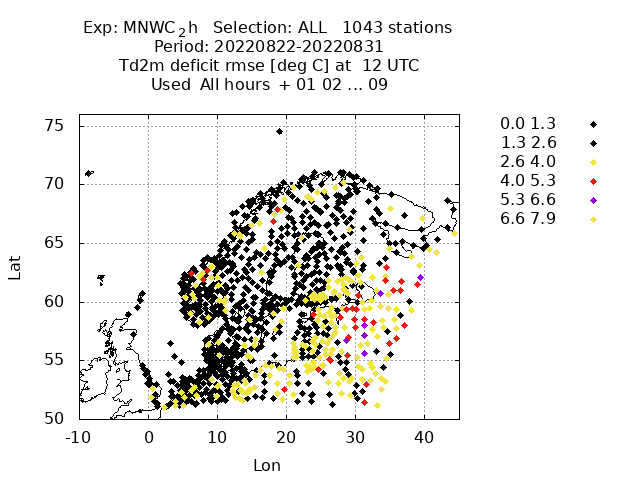 Exp: MNWC2h Selection: ALL 1043 stations
Period: 20220822-20220831
Td2m deficit rmse [deg C] at 12 UTC
Used All hours + 01 02 ... 09
0.0 1.3
1.3 2.6
2.6 4.0
4.0 5.3
5.3 6.6
6.6 7.9
75
70
65
60
55
50
Lat
-10 0 10 20 30 40
Lon